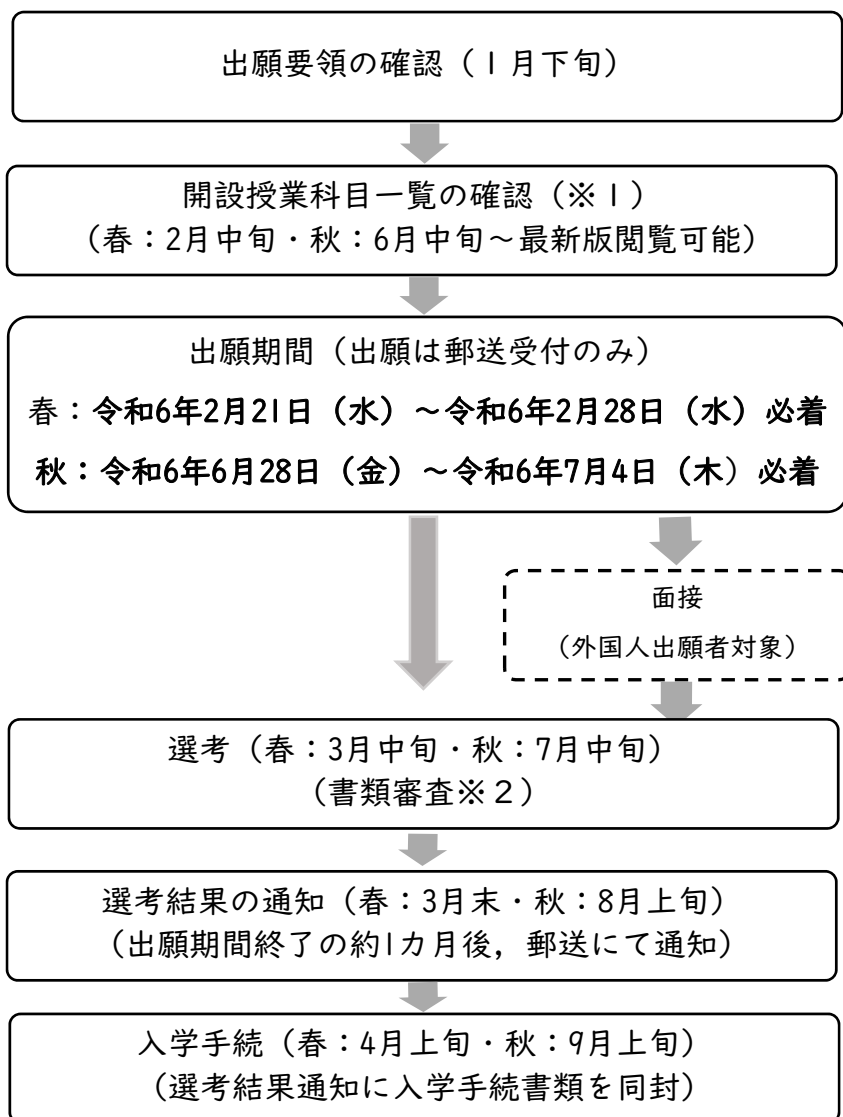 出願要領の確認（1月下旬）
開設授業科目一覧の確認（※１）
（春：2月中旬・秋：6月中旬～最新版閲覧可能）
出願期間（出願は郵送受付のみ）
春：令和6年2月21日（水）～令和6年2月28日（水）必着
秋：令和6年6月28日（金）～令和6年7月4日（木）必着
面接
（外国人出願者対象）
選考（春：3月中旬・秋：7月中旬）
（書類審査※２）
選考結果の通知（春：3月末・秋：8月上旬）
（出願期間終了の約1カ月後，郵送にて通知）
入学手続（春：4月上旬・秋：9月上旬）
（選考結果通知に入学手続書類を同封）